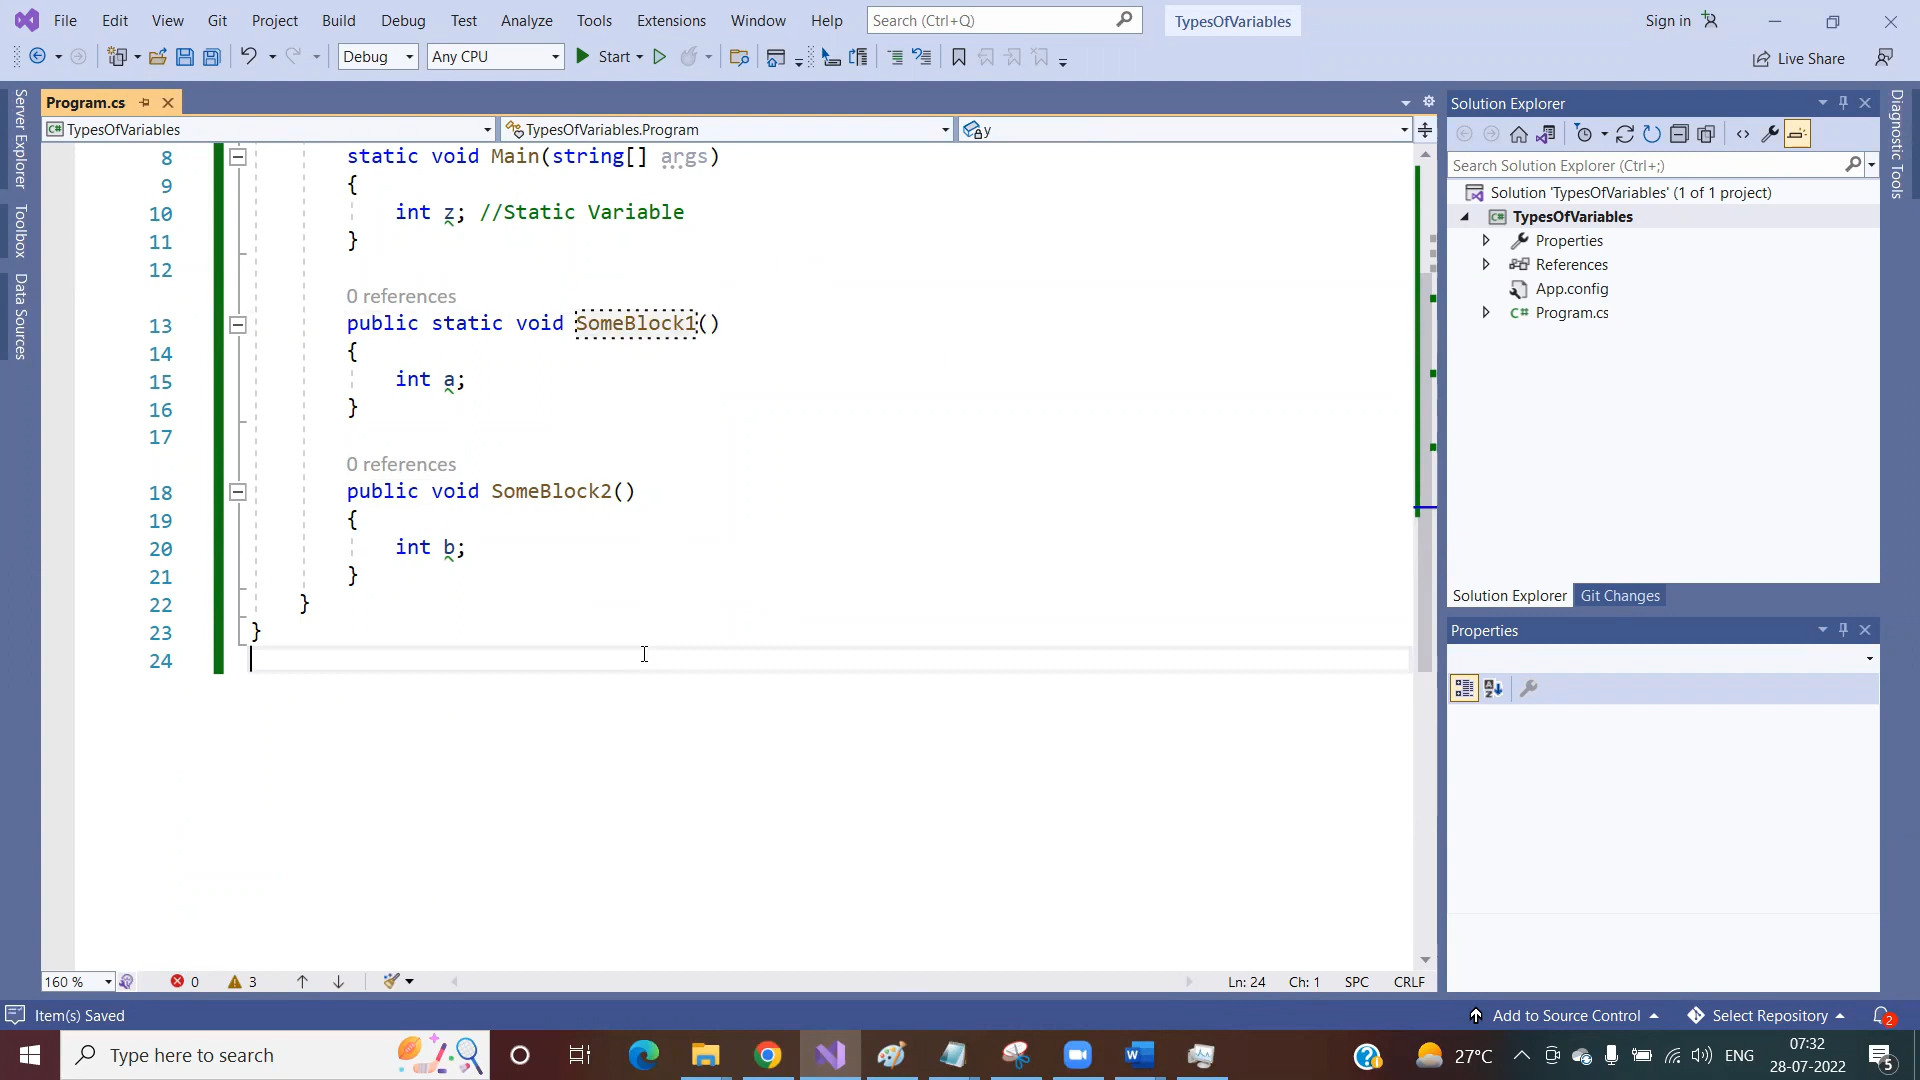 File Edit View Git Project Build Debug Test Analyze Tools Extensions Window Help Search (Ctrl+Q) TypesOfVariables Sign in
Debug Any CPU Start Live Share
Server Explorer
Toolbox
Data Sources
Program.cs
TypesOfVariables TypesOfVariables.Program y
8 static void Main(string[] args)
9 {
10 int z; //Static Variable
11 }
12
0 references
13 public static void SomeBlock1()
14 {
15 int a;
16 }
17
0 references
18 public void SomeBlock2()
19 {
20 int b;
21 }
22 }
23 }
24
160 % 0 3 Ln: 24 Ch: 1 SPC CRLF
Solution Explorer
Search Solution Explorer (Ctrl+;)
Solution 'TypesOfVariables' (1 of 1 project)
C# TypesOfVariables
Properties
References
App.config
C# Program.cs
Solution Explorer Git Changes
Properties
Diagnostic Tools
Item(s) Saved Add to Source Control Select Repository 2
Type here to search 27°C ENG 07:32
28-07-2022 5